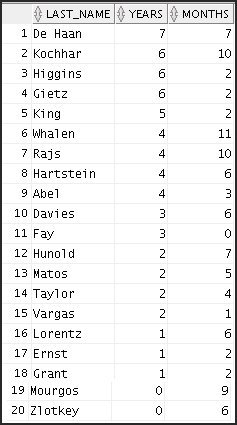 LAST_NAME YEARS MONTHS
1 De Haan 7 7
2 Kochhar 6 10
3 Higgins 6 2
4 Gietz 6 2
5 King 5 2
6 Whalen 4 11
7 Rajs 4 10
8 Hartstein 4 6
9 Abel 4 3
10 Davies 3 6
11 Fay 3 0
12 Hunold 2 7
13 Matos 2 5
14 Taylor 2 4
15 Vargas 2 1
16 Lorentz 1 6
17 Ernst 1 2
18 Grant 1 2
19 Mourgos 0 9
20 Zlotkey 0 6